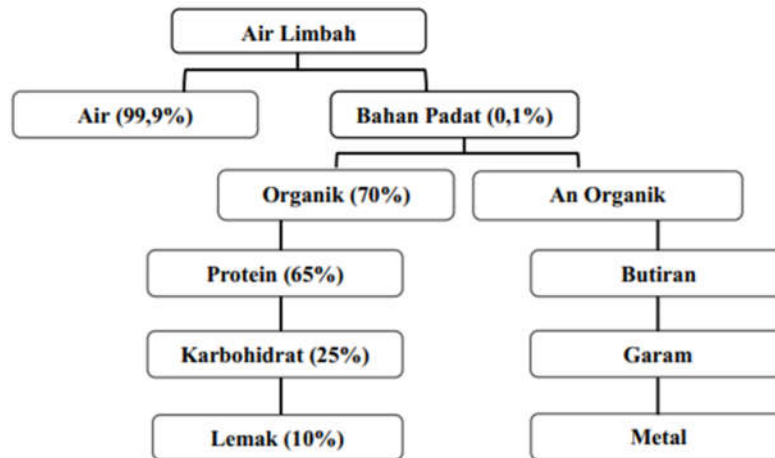 Air Limbah
Air (99,9%)
Bahan Padat (0,1%)
Organik (70%)
An Organik
Protein (65%)
Butiran
Karbohidrat (25%)
Garam
Lemak (10%)
Metal